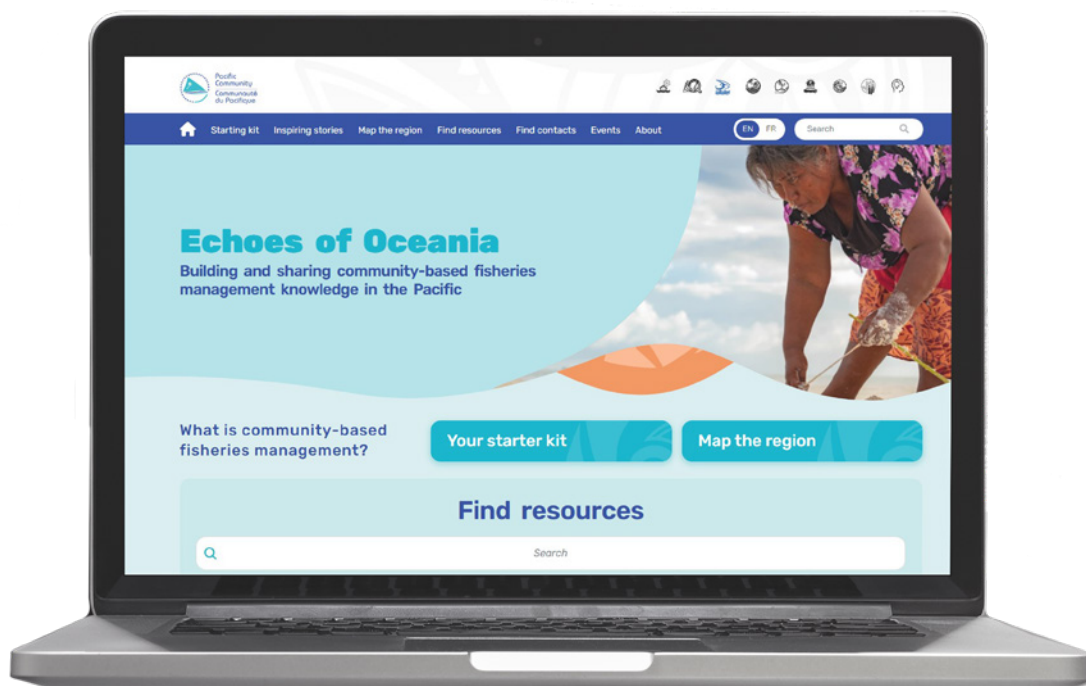 Pacific
Community
Communauté
du Pacifique
Starting kit Inspiring stories Map the region Find resources Find contacts Events About EN FR Search
Echoes of Oceania
Building and sharing community-based fisheries
management knowledge in the Pacific
What is community-based
fisheries management?
Your starter kit
Map the region
Find resources
Search